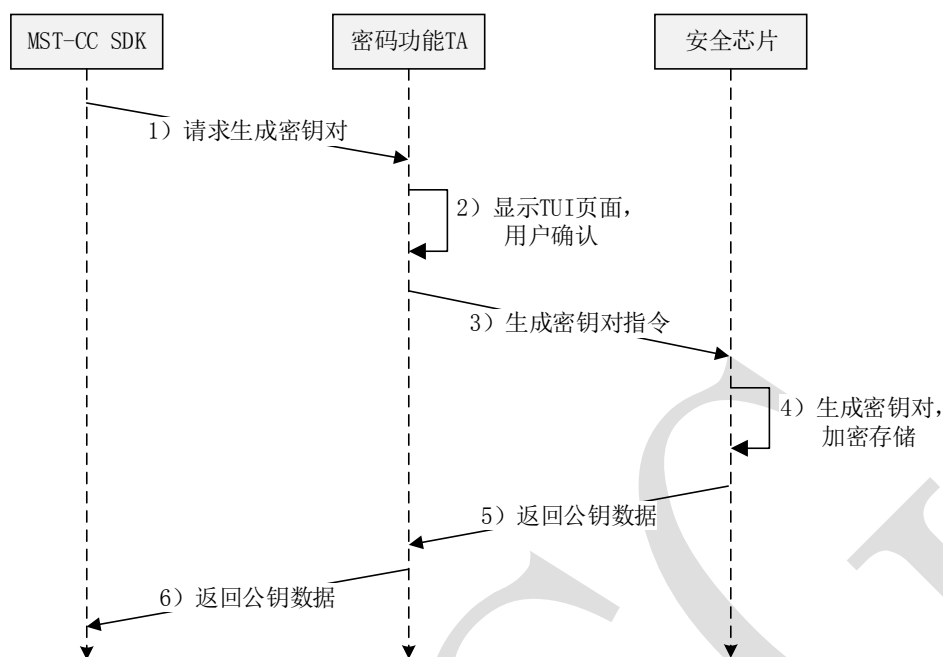 MST-CC SDK
密码功能TA
安全芯片
1）请求生成密钥对
2）显示TUI页面，
用户确认
3）生成密钥对指令
4）生成密钥对，
加密存储
5）返回公钥数据
6）返回公钥数据